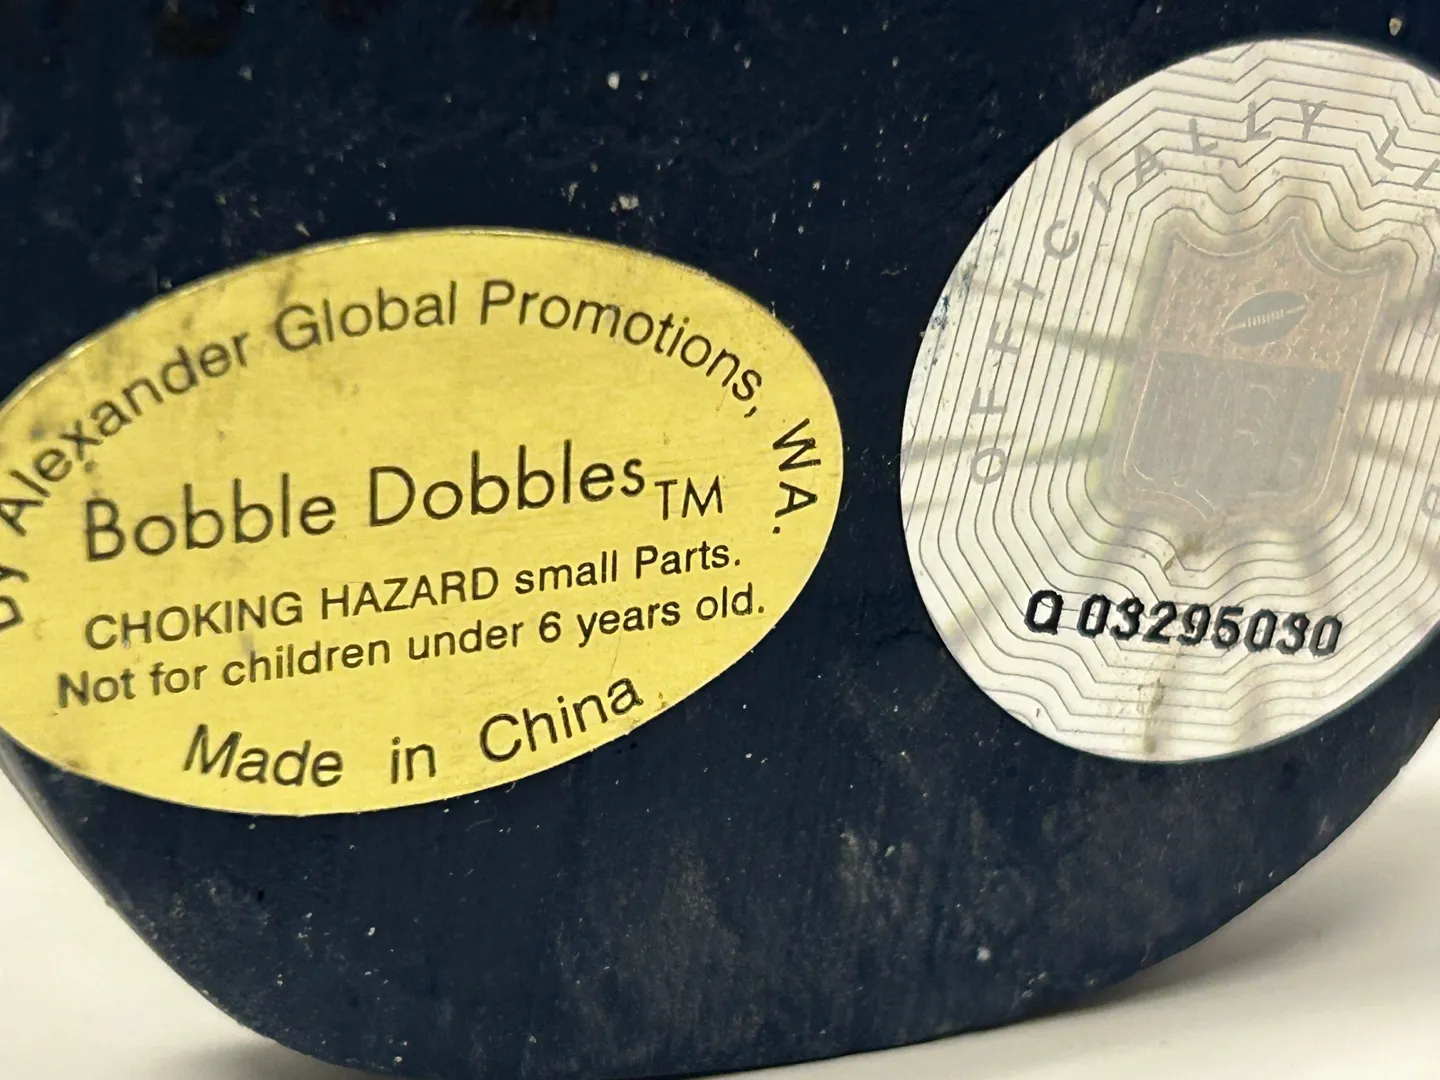 by Alexander Global Promotions, WA.
Bobble Dobbles TM
CHOKING HAZARD small Parts.
Not for children under 6 years old.
Made in China
OFFICIALLY
Q 03295030